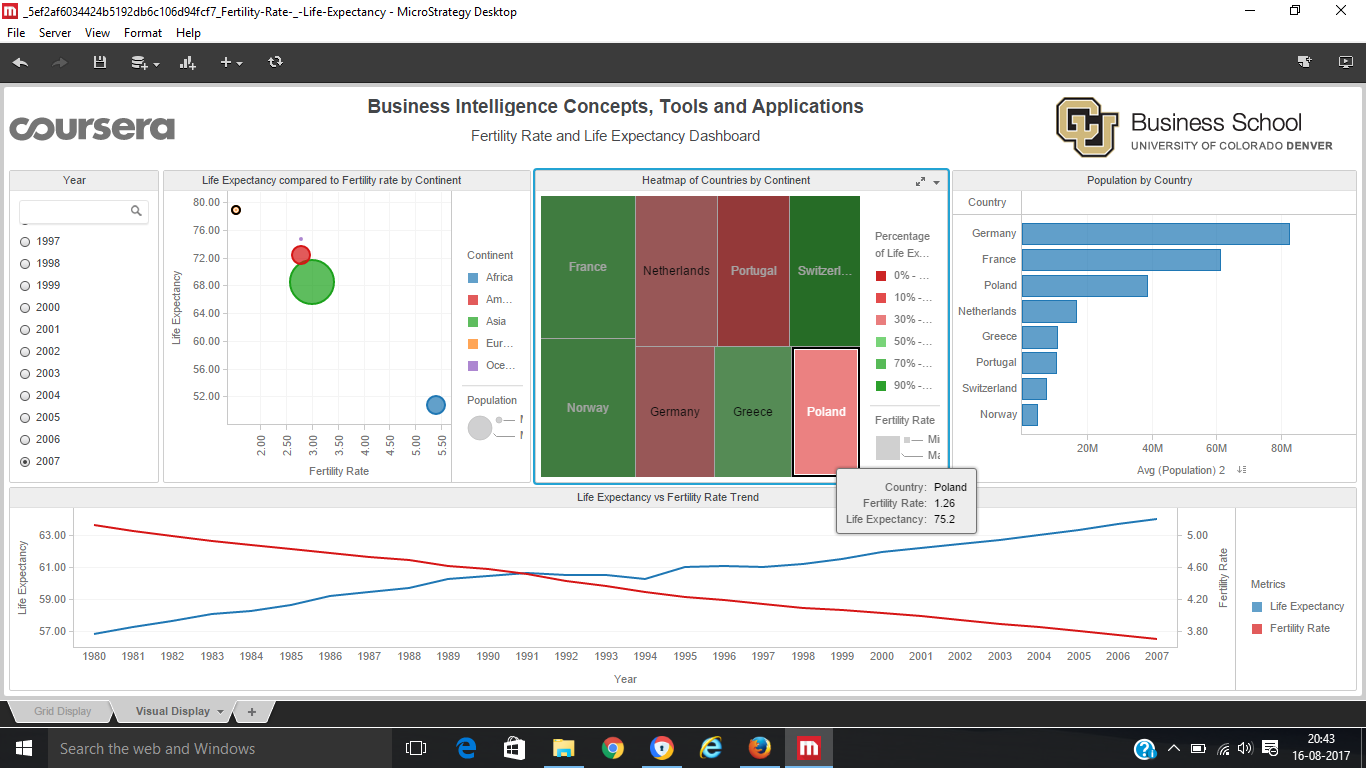 _5ef2af6034424b5192db6c106d94fcf7_Fertility-Rate-_-Life-Expectancy - MicroStrategy Desktop
File Server View Format Help
coursera
Business Intelligence Concepts, Tools and Applications
Fertility Rate and Life Expectancy Dashboard
CU
Business School
UNIVERSITY OF COLORADO DENVER
Year
1997
1998
1999
2000
2001
2002
2003
2004
2005
2006
2007
Life Expectancy compared to Fertility rate by Continent
Life Expectancy
80.00
76.00
72.00
68.00
64.00
60.00
56.00
52.00
2.00 2.50 3.00 3.50 4.00 4.50 5.00 5.50
Fertility Rate
Continent
Africa
Am...
Asia
Eur...
Oce...
Population
Heatmap of Countries by Continent
France
Netherlands
Portugal
Switzerl...
Norway
Germany
Greece
Poland
Percentage
of Life Ex...
0% - ...
10% -...
30% -...
50% -...
70% -...
90% -...
Fertility Rate
Mi
Ma
Country: Poland
Fertility Rate: 1.26
Life Expectancy: 75.2
Population by Country
Country
Germany
France
Poland
Netherlands
Greece
Portugal
Switzerland
Norway
20M 40M 60M 80M
Avg (Population) 2
Life Expectancy vs Fertility Rate Trend
Life Expectancy
63.00
61.00
59.00
57.00
5.00
4.60
4.20
3.80
Fertility Rate
1980 1981 1982 1983 1984 1985 1986 1987 1988 1989 1990 1991 1992 1993 1994 1995 1996 1997 1998 1999 2000 2001 2002 2003 2004 2005 2006 2007
Year
Metrics
Life Expectancy
Fertility Rate
Grid Display
Visual Display
Search the web and Windows
20:43
16-08-2017